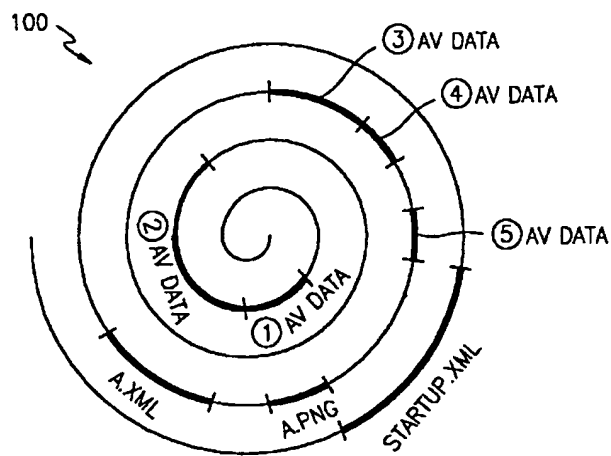 100
③ AV DATA
④ AV DATA
⑤ AV DATA
② AV DATA
① AV DATA
A.XML
A.PNG
STARTUP.XML